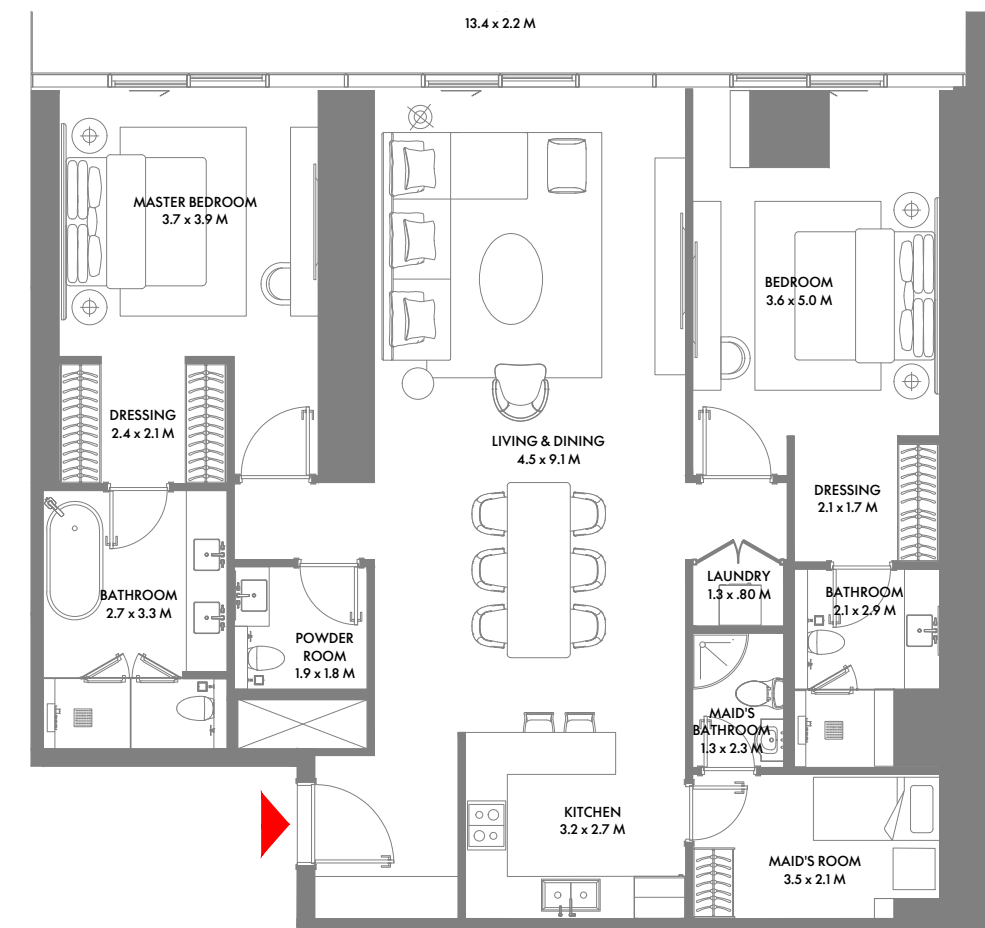 13.4 x 2.2 M
MASTER BEDROOM
3.7 x 3.9 M
BEDROOM
3.6 x 5.0 M
DRESSING
2.4 x 2.1 M
LIVING & DINING
4.5 x 9.1 M
DRESSING
2.1 x 1.7 M
LAUNDRY
1.3 x .80 M
BATHROOM
2.7 x 3.3 M
BATHROOM
2.1 x 2.9 M
POWDER
ROOM
1.9 x 1.8 M
MAID'S
BATHROOM
1.3 x 2.3 M
KITCHEN
3.2 x 2.7 M
MAID'S ROOM
3.5 x 2.1 M